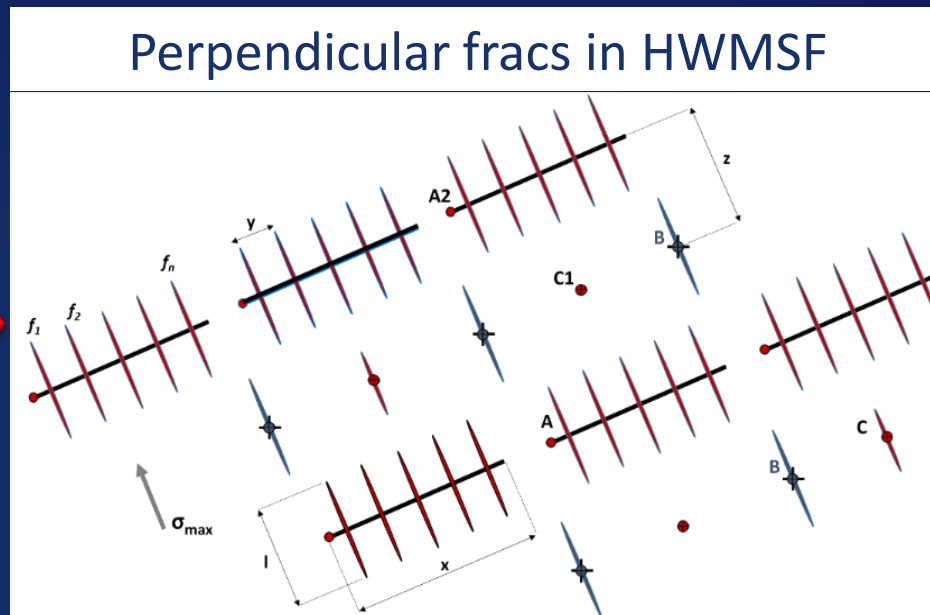 Perpendicular fracs in HWMSF
z
A2
y
B
fn
C1
f2
f1
A
C
B
σmax
l
x